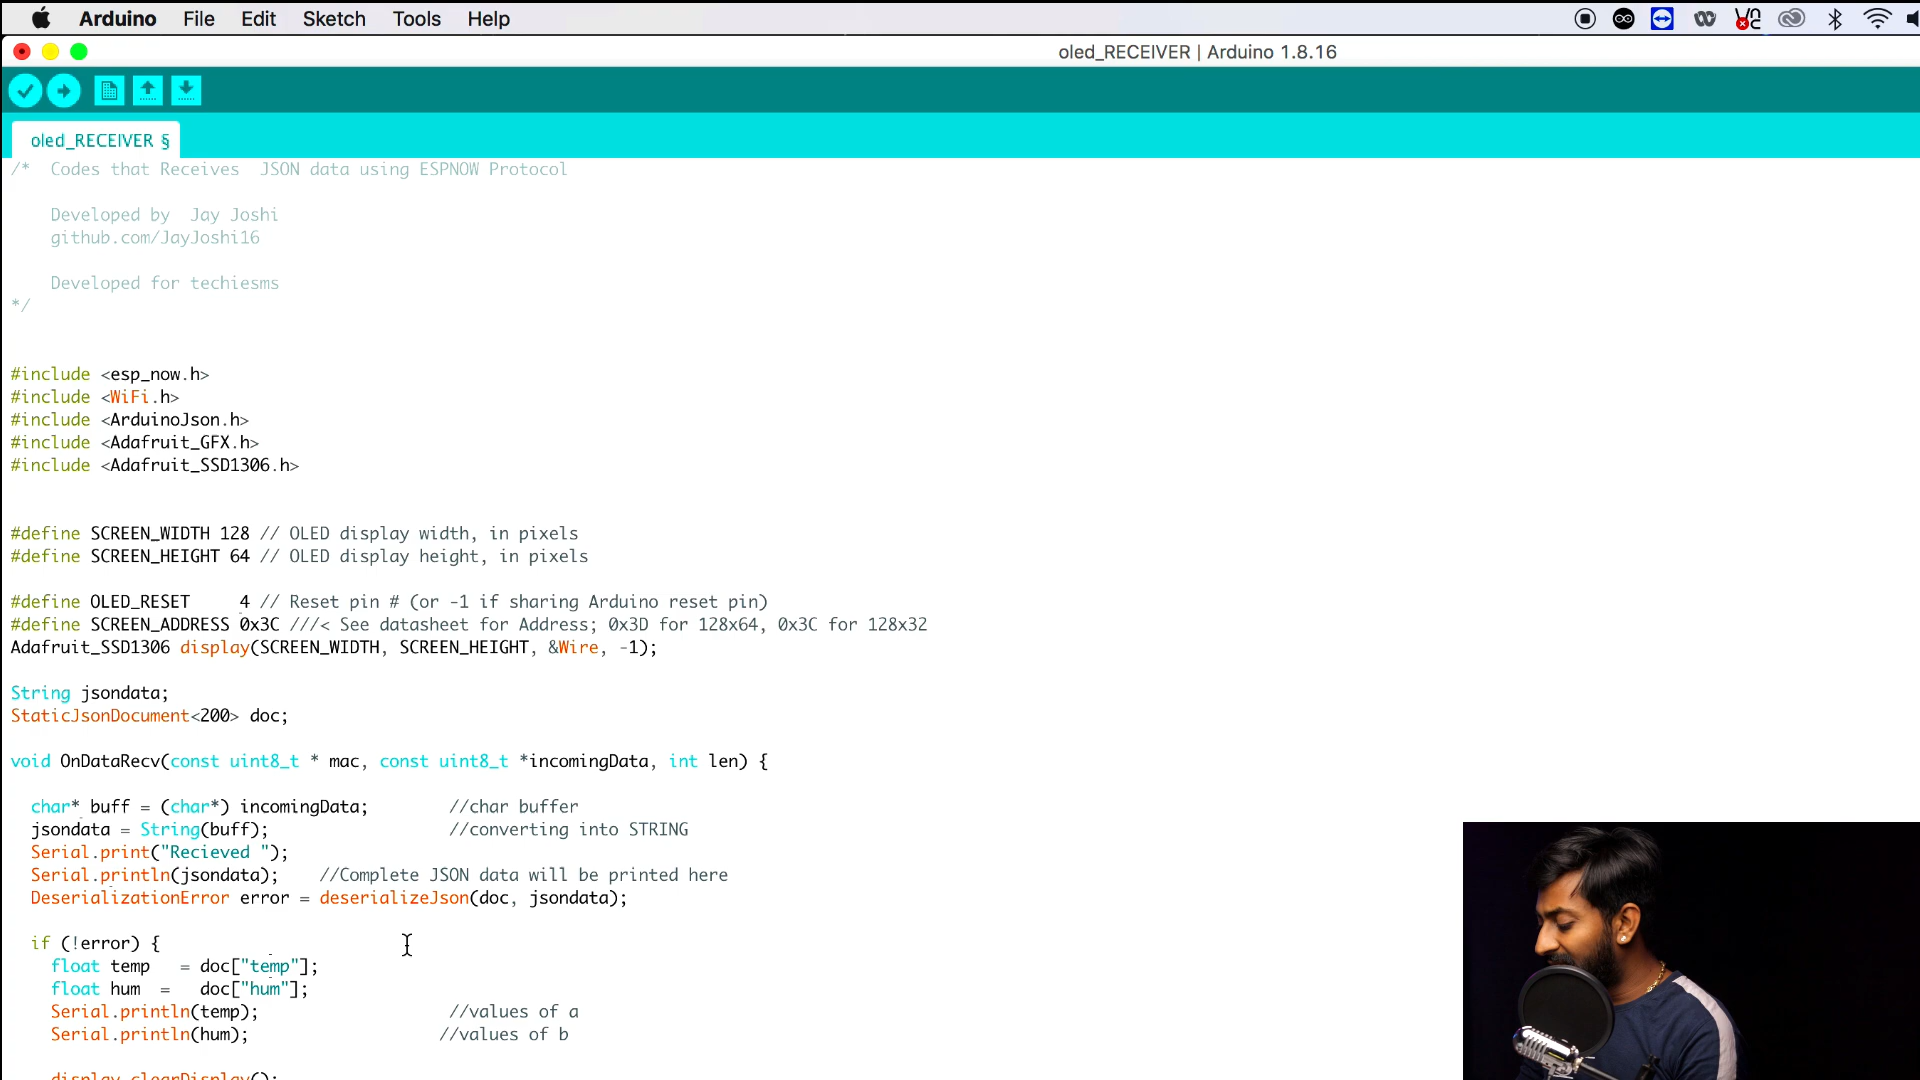 Arduino File Edit Sketch Tools Help
oled_RECEIVER | Arduino 1.8.16
oled_RECEIVER §
/* Codes that Receives JSON data using ESPNOW Protocol
Developed by Jay Joshi
github.com/JayJoshi16
Developed for techiesms
*/
#include <esp_now.h>
#include <WiFi.h>
#include <ArduinoJson.h>
#include <Adafruit_GFX.h>
#include <Adafruit_SSD1306.h>
#define SCREEN_WIDTH 128 // OLED display width, in pixels
#define SCREEN_HEIGHT 64 // OLED display height, in pixels
#define OLED_RESET 4 // Reset pin # (or -1 if sharing Arduino reset pin)
#define SCREEN_ADDRESS 0x3C ///< See datasheet for Address; 0x3D for 128x64, 0x3C for 128x32
Adafruit_SSD1306 display(SCREEN_WIDTH, SCREEN_HEIGHT, &Wire, -1);
String jsondata;
StaticJsonDocument<200> doc;
void OnDataRecv(const uint8_t * mac, const uint8_t *incomingData, int len) {
char* buff = (char*) incomingData; //char buffer
jsondata = String(buff); //converting into STRING
Serial.print("Recieved ");
Serial.println(jsondata); //Complete JSON data will be printed here
DeserializationError error = deserializeJson(doc, jsondata);
if (!error) {
float temp = doc["temp"];
float hum = doc["hum"];
Serial.println(temp); //values of a
Serial.println(hum); //values of b
display.clearDisplay();